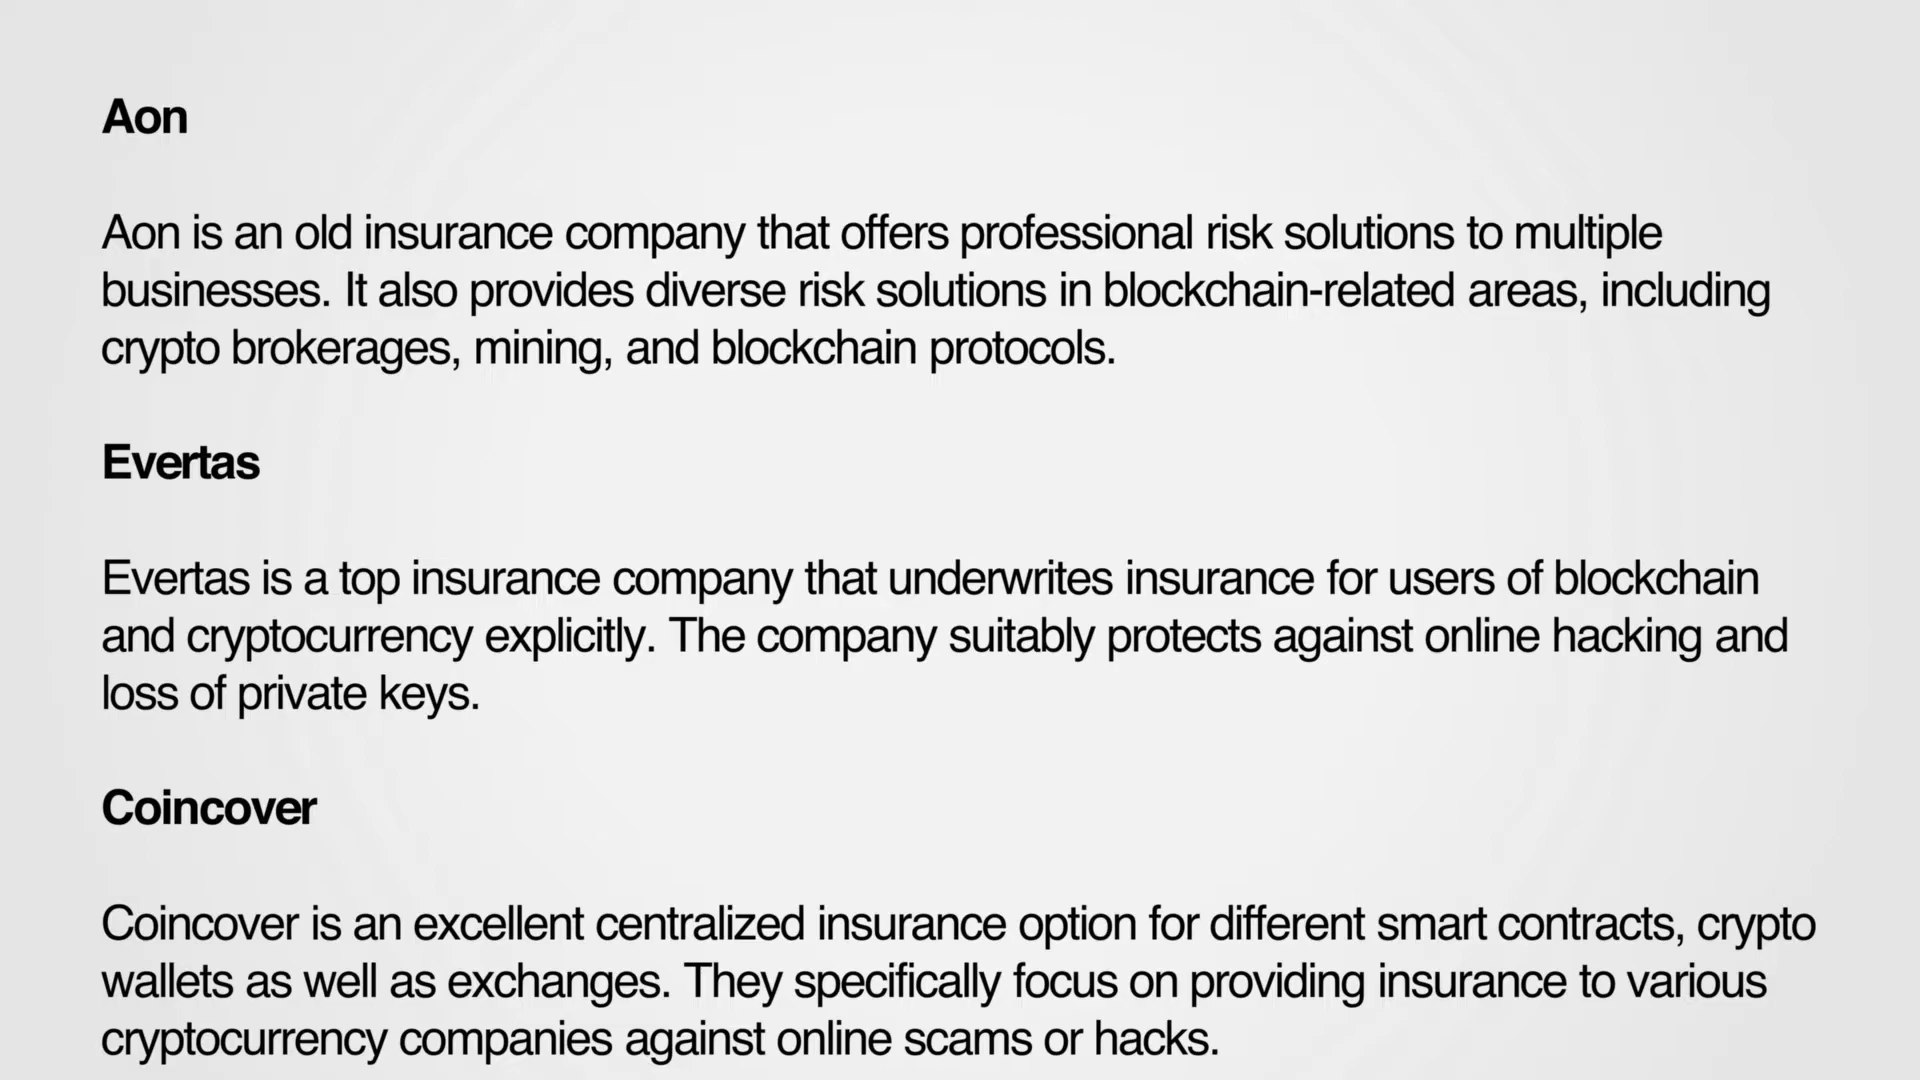 Aon
Aon is an old insurance company that offers professional risk solutions to multiple
businesses. It also provides diverse risk solutions in blockchain-related areas, including
crypto brokerages, mining, and blockchain protocols.
Evertas
Evertas is a top insurance company that underwrites insurance for users of blockchain
and cryptocurrency explicitly. The company suitably protects against online hacking and
loss of private keys.
Coincover
Coincover is an excellent centralized insurance option for different smart contracts, crypto
wallets as well as exchanges. They specifically focus on providing insurance to various
cryptocurrency companies against online scams or hacks.